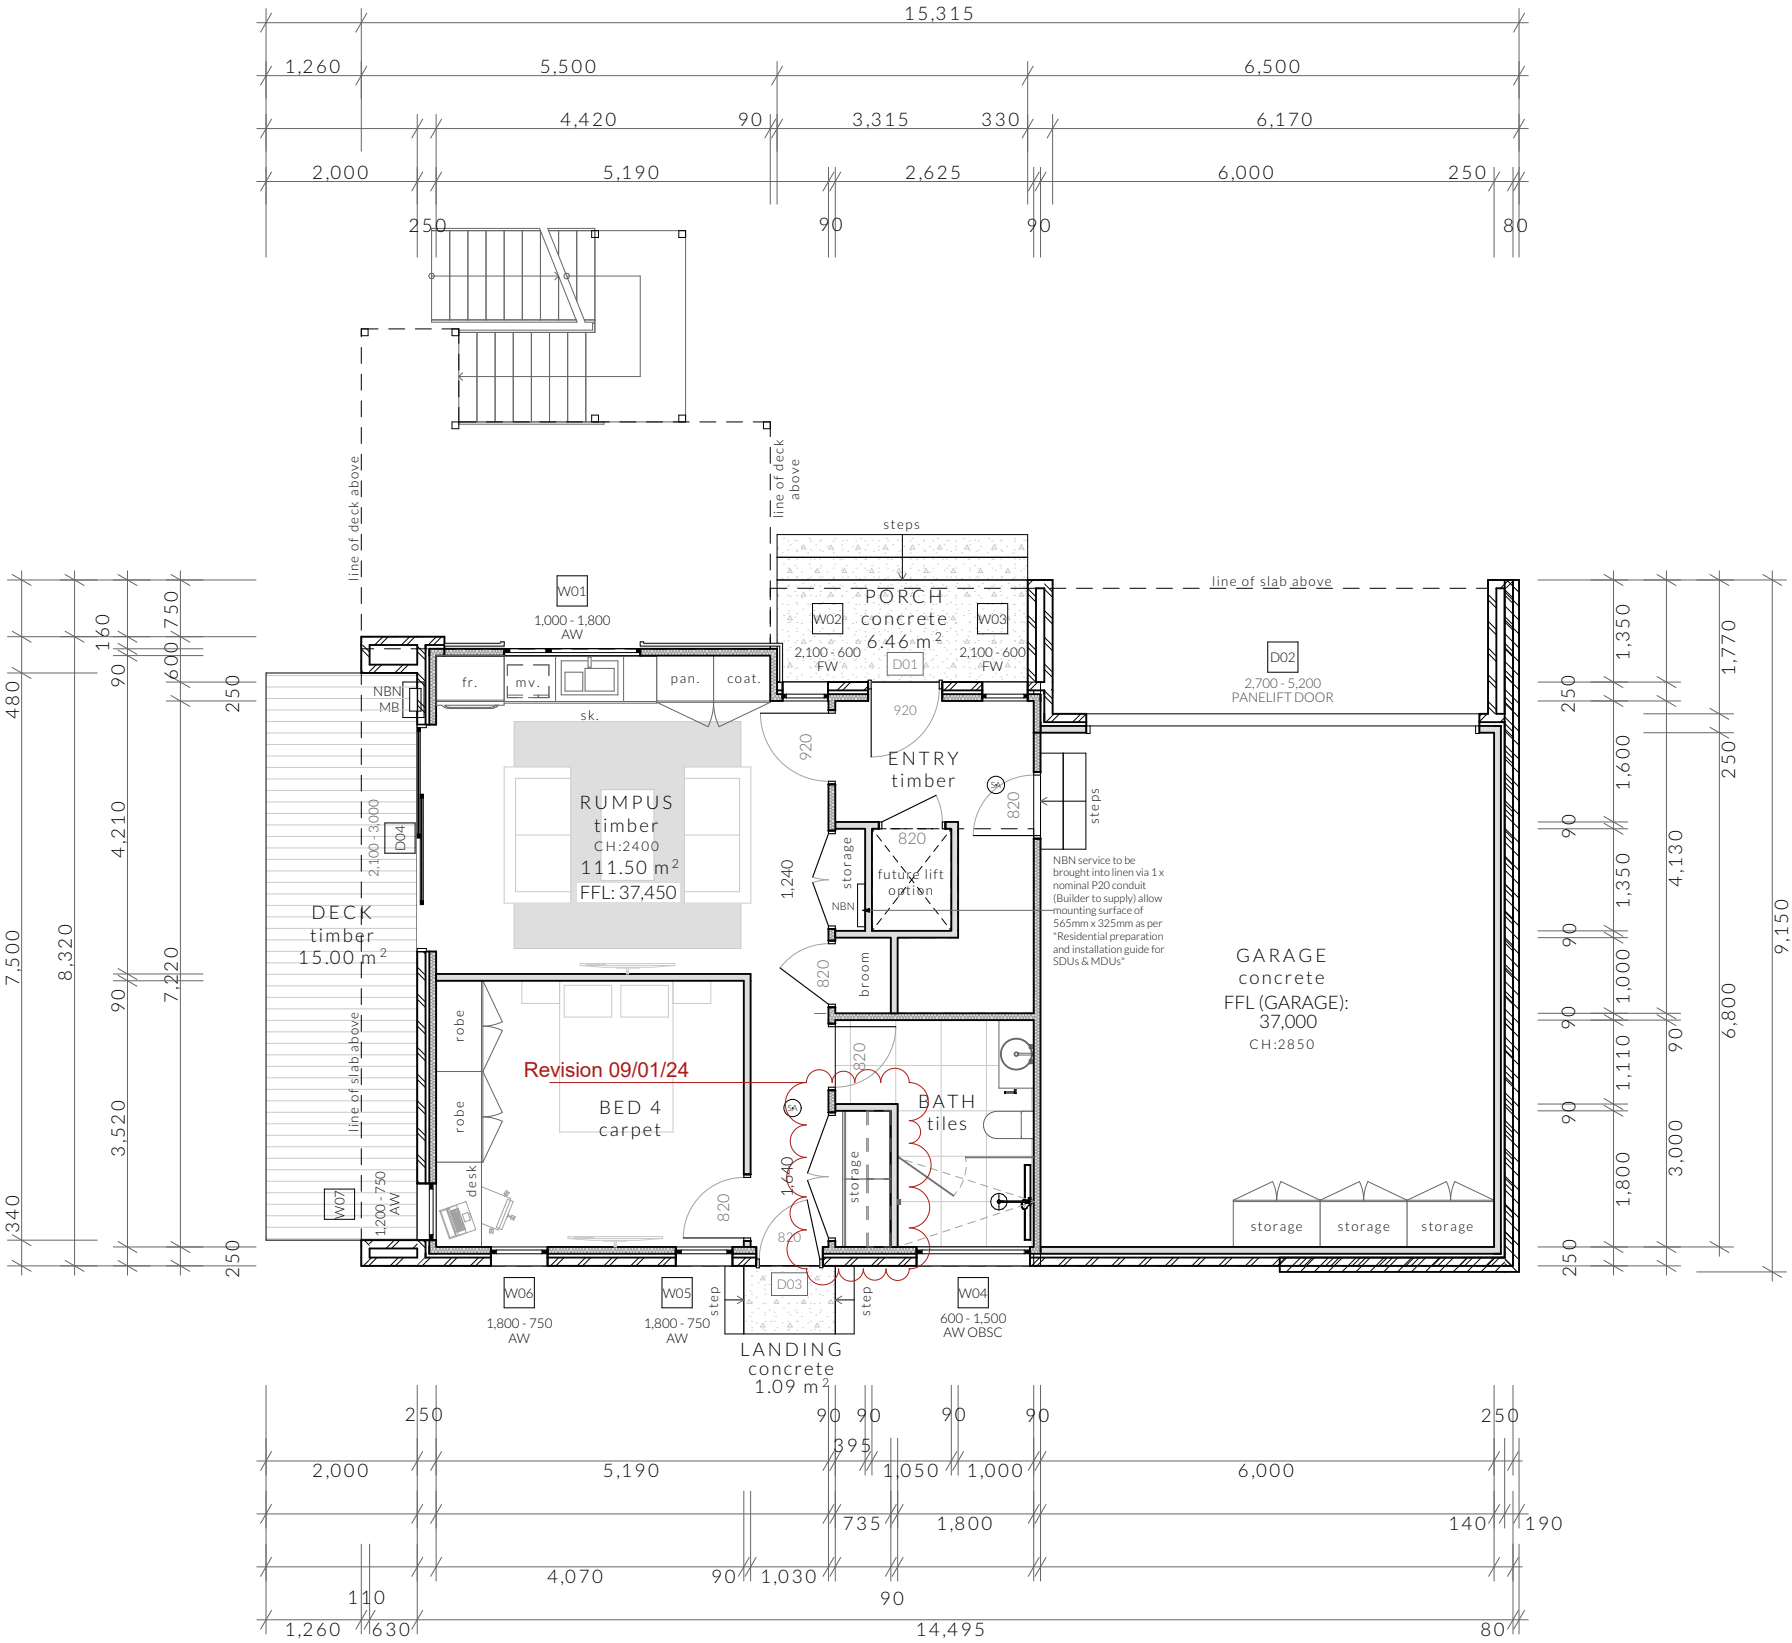 15,315
1,260 5,500 6,500
4,420 90 3,315 330 6,170
2,000 5,190 2,625 6,000 250
250 90 90 80
line of deck above
line of deck
above
steps
line of slab above
W01
1,000 - 1,800
AW
PORCH
concrete
6.46 m²
W02
2,100 - 600
FW
W03
2,100 - 600
FW
D01
920
D02
2,700 - 5,200
PANELIFT DOOR
NBN
MB
fr.
mv.
pan.
coat.
sk.
920
ENTRY
timber
SA
820
steps
RUMPUS
timber
CH:2400
111.50 m²
FFL: 37,450
2,100 - 3,000
D04
1,240
storage
NBN
820
future lift
option
NBN service to be
brought into linen via 1 x
nominal P20 conduit
(Builder to supply) allow
mounting surface of
565mm x 325mm as per
"Residential preparation
and installation guide for
SDUs & MDUs"
DECK
timber
15.00 m²
820
broom
GARAGE
concrete
FFL (GARAGE):
37,000
CH:2850
line of slab above
robe
robe
desk
Revision 09/01/24
BED 4
carpet
820
SA
1,640
storage
820
BATH
tiles
820
storage
storage
storage
W07
1,200 - 750
AW
W06
1,800 - 750
AW
W05
1,800 - 750
AW
step
D03
step
W04
600 - 1,500
AW OBSC
LANDING
concrete
1.09 m²
480
7,500
340
8,320
160
90
4,210
90
3,520
750
600
7,220
250
250
1,350
250
1,600
90
1,350
90
1,000
90
1,110
90
1,800
250
4,130
90
3,000
1,770
250
6,800
9,150
250 90 90 90 90 250
395
2,000 5,190 1,050 1,000 6,000
735 1,800 140 190
4,070 90 1,030
110 90
1,260 630 14,495 80